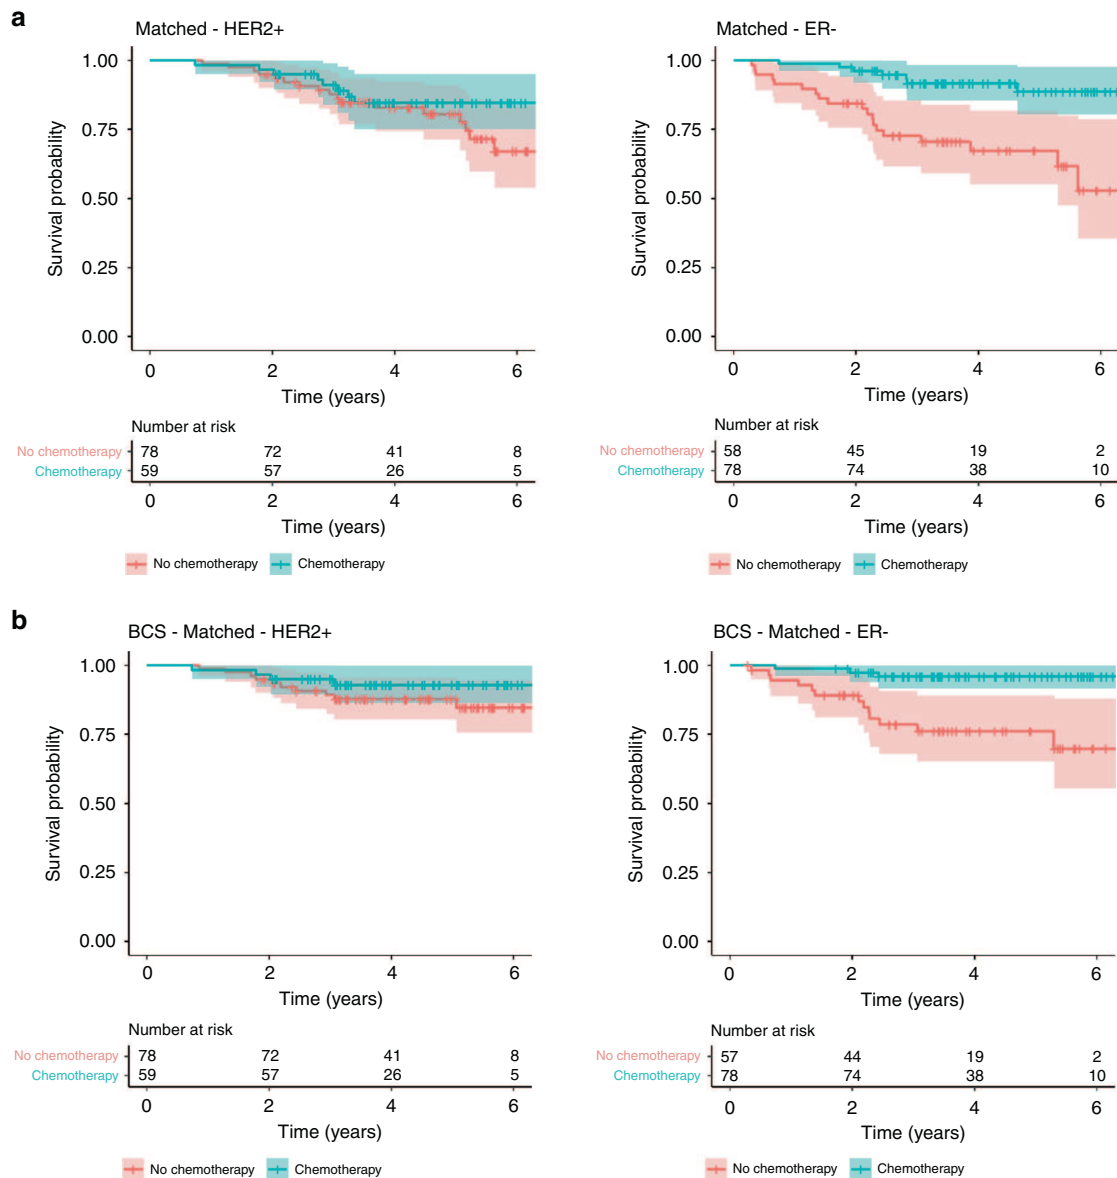 a
Matched - HER2+
Survival probability
1.00
0.75
0.50
0.25
0.00
0 2 4 6
Time (years)
Number at risk
No chemotherapy 78 72 41 8
Chemotherapy 59 57 26 5
0 2 4 6
Time (years)
No chemotherapy Chemotherapy
Matched - ER-
Survival probability
1.00
0.75
0.50
0.25
0.00
0 2 4 6
Time (years)
Number at risk
No chemotherapy 58 45 19 2
Chemotherapy 78 74 38 10
0 2 4 6
Time (years)
No chemotherapy Chemotherapy
b
BCS - Matched - HER2+
Survival probability
1.00
0.75
0.50
0.25
0.00
0 2 4 6
Time (years)
Number at risk
No chemotherapy 78 72 41 8
Chemotherapy 59 57 26 5
0 2 4 6
Time (years)
No chemotherapy Chemotherapy
BCS - Matched - ER-
Survival probability
1.00
0.75
0.50
0.25
0.00
0 2 4 6
Time (years)
Number at risk
No chemotherapy 57 44 19 2
Chemotherapy 78 74 38 10
0 2 4 6
Time (years)
No chemotherapy Chemotherapy